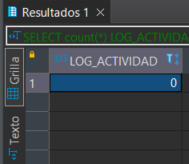 Resultados 1
SELECT count(*) LOG_ACTIVIDA
LOG_ACTIVIDAD
Grilla
1
0
Texto